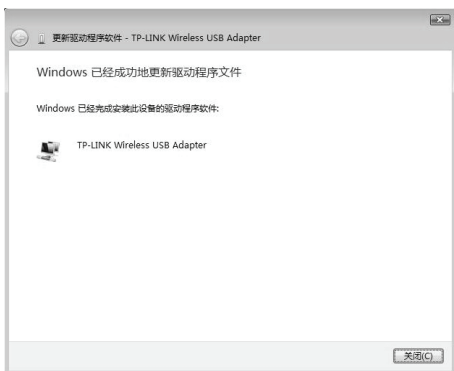 更新驱动程序软件 - TP-LINK Wireless USB Adapter
Windows 已经成功地更新驱动程序文件
Windows 已经完成安装此设备的驱动程序软件:
TP-LINK Wireless USB Adapter
关闭(C)